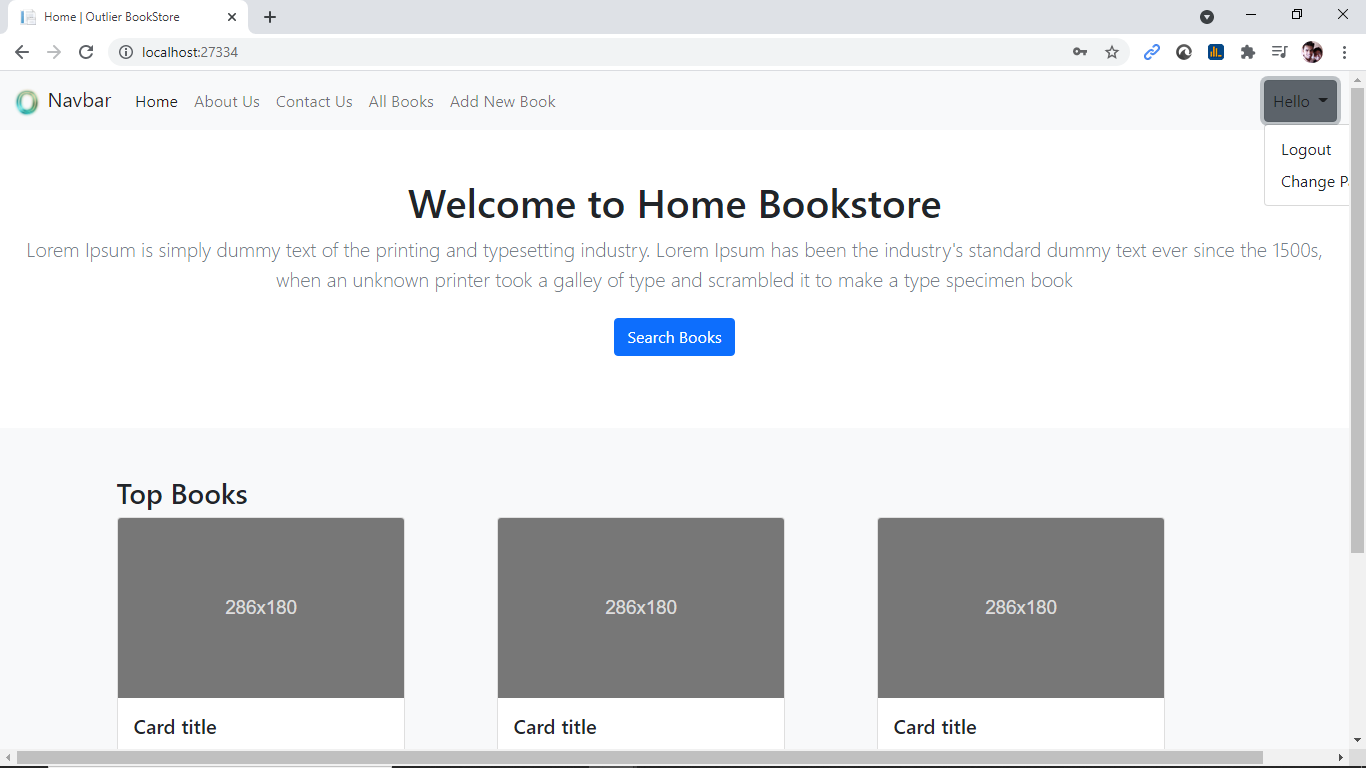 Home | Outlier BookStore
localhost:27334
Navbar Home About Us Contact Us All Books Add New Book Hello
Logout
Change P
Welcome to Home Bookstore
Lorem Ipsum is simply dummy text of the printing and typesetting industry. Lorem Ipsum has been the industry's standard dummy text ever since the 1500s,
when an unknown printer took a galley of type and scrambled it to make a type specimen book
Search Books
Top Books
286x180 286x180 286x180
Card title Card title Card title